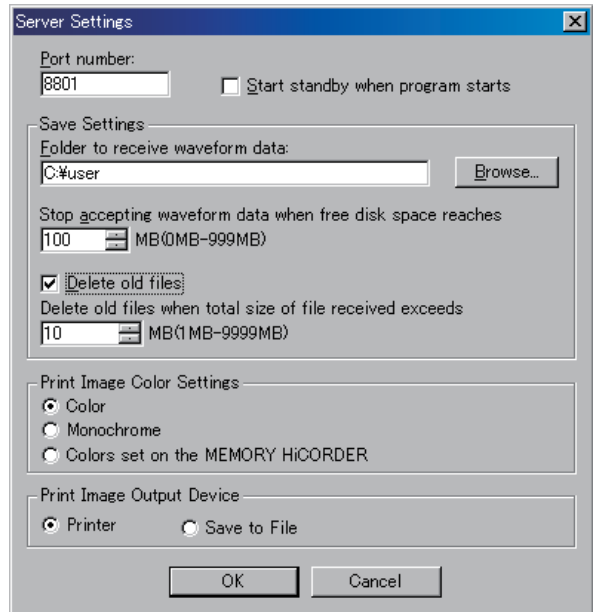 Server Settings
Port number:
8801
Start standby when program starts
Save Settings
Folder to receive waveform data:
C:¥user
Browse...
Stop accepting waveform data when free disk space reaches
100 MB(0MB-999MB)
Delete old files
Delete old files when total size of file received exceeds
10 MB(1MB-9999MB)
Print Image Color Settings
Color
Monochrome
Colors set on the MEMORY HiCORDER
Print Image Output Device
Printer Save to File
OK Cancel